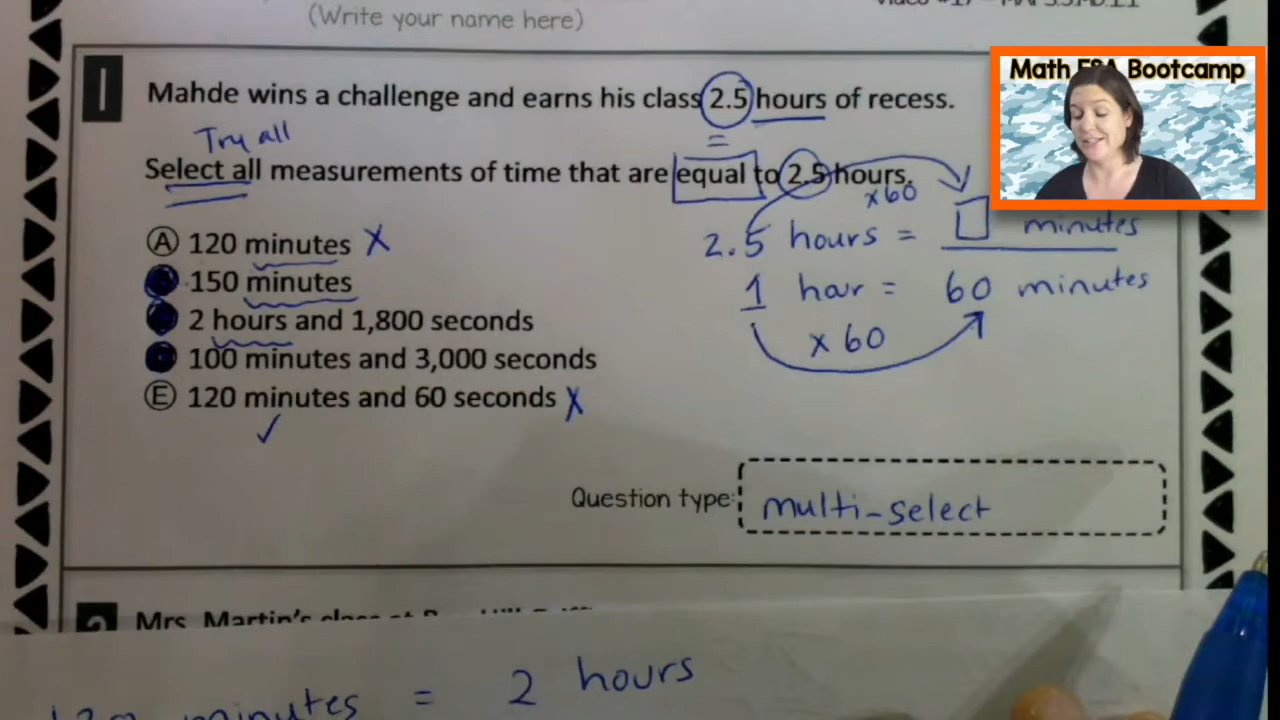 (Write your name here)
Math FSA Bootcamp
1 Mahde wins a challenge and earns his class 2.5 hours of recess.
Try all
=
Select all measurements of time that are equal to 2.5 hours.
x60
A 120 minutes X
2.5 hours = □ minutes
150 minutes
1 hour = 60 minutes
2 hours and 1,800 seconds
x 60
100 minutes and 3,000 seconds
E 120 minutes and 60 seconds X
✓
Question type: multi-select
Mrs. Martin's class at
minutes = 2 hours